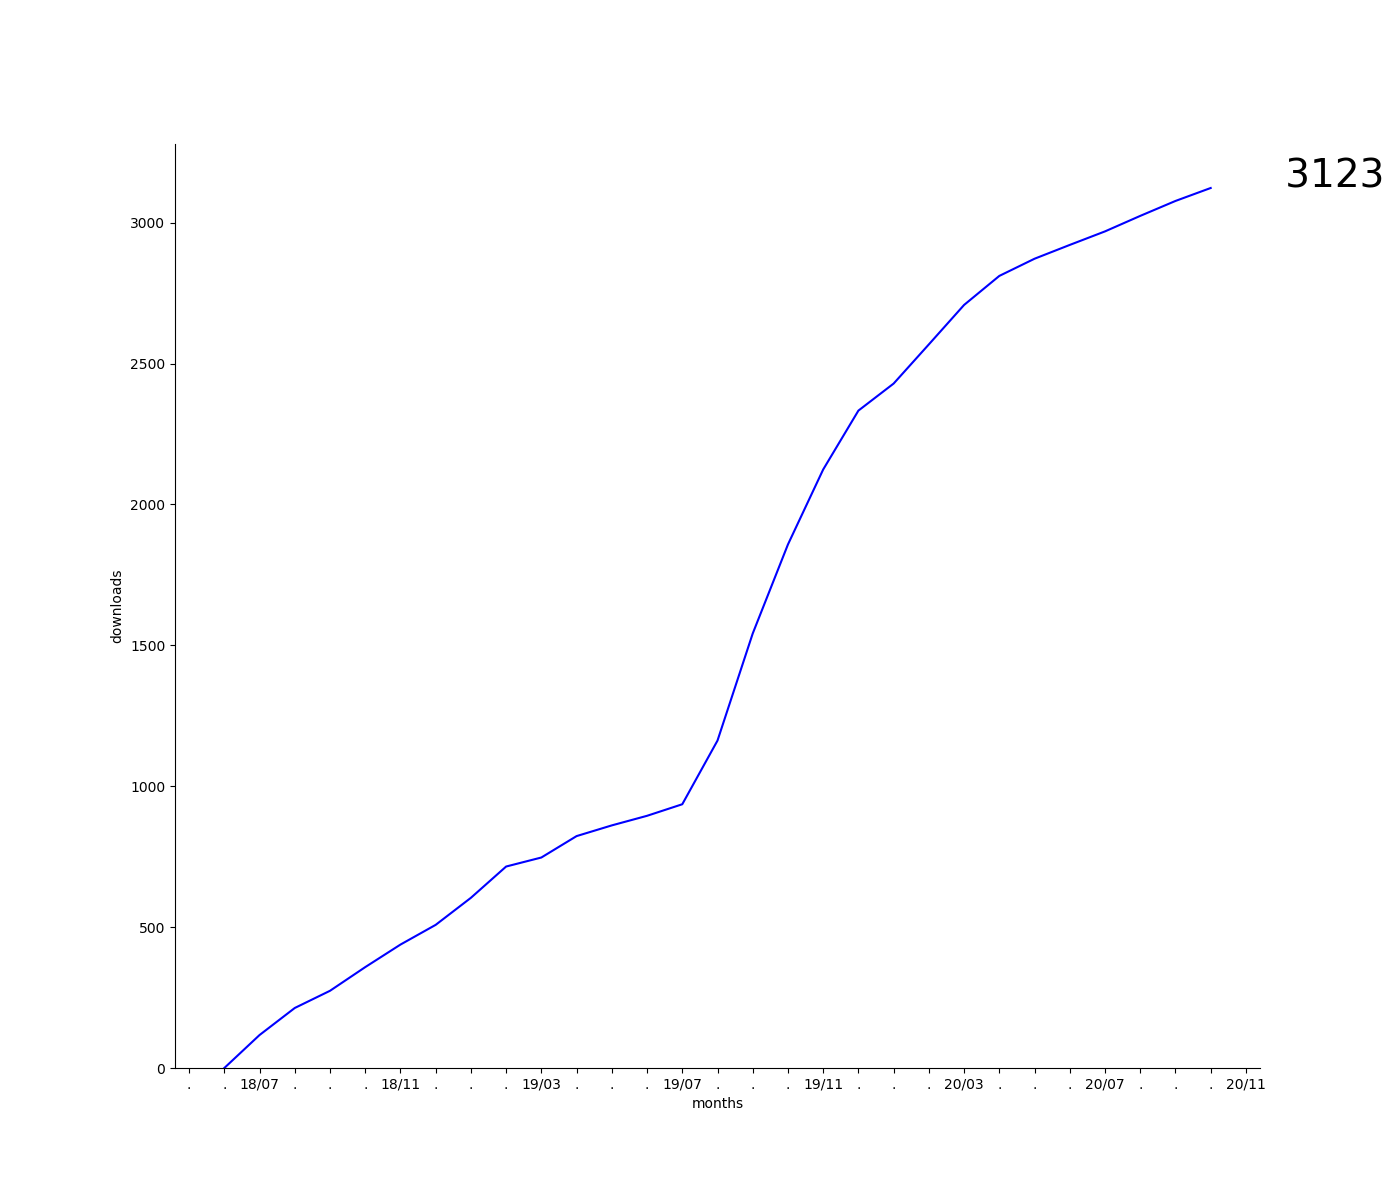 3123
3000
2500
2000
1500
1000
500
0
downloads
. . 18/07 . . . 18/11 . . . 19/03 . . . 19/07 . . . 19/11 . . . 20/03 . . . 20/07 . . . 20/11
months